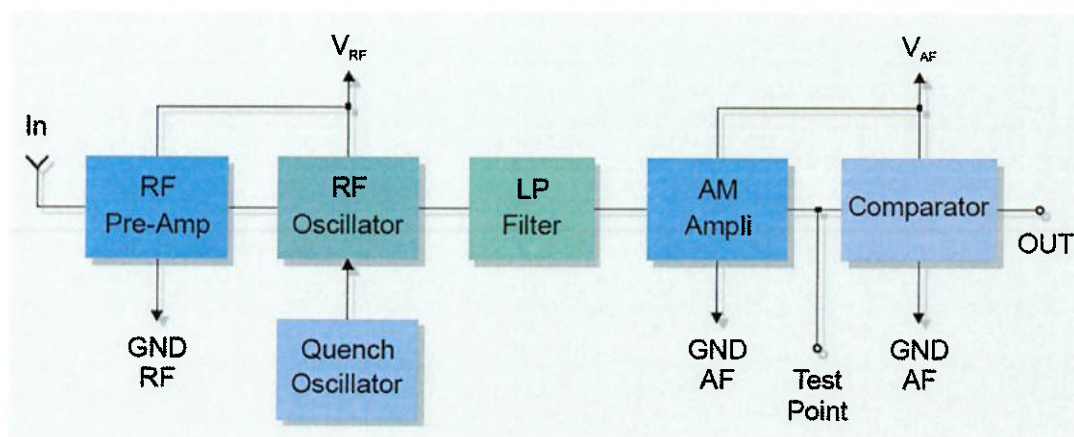 V_RF
V_AF
In
RF
Pre-Amp
RF
Oscillator
LP
Filter
AM
Ampli
Comparator
OUT
GND
RF
Quench
Oscillator
GND
AF
Test
Point
GND
AF